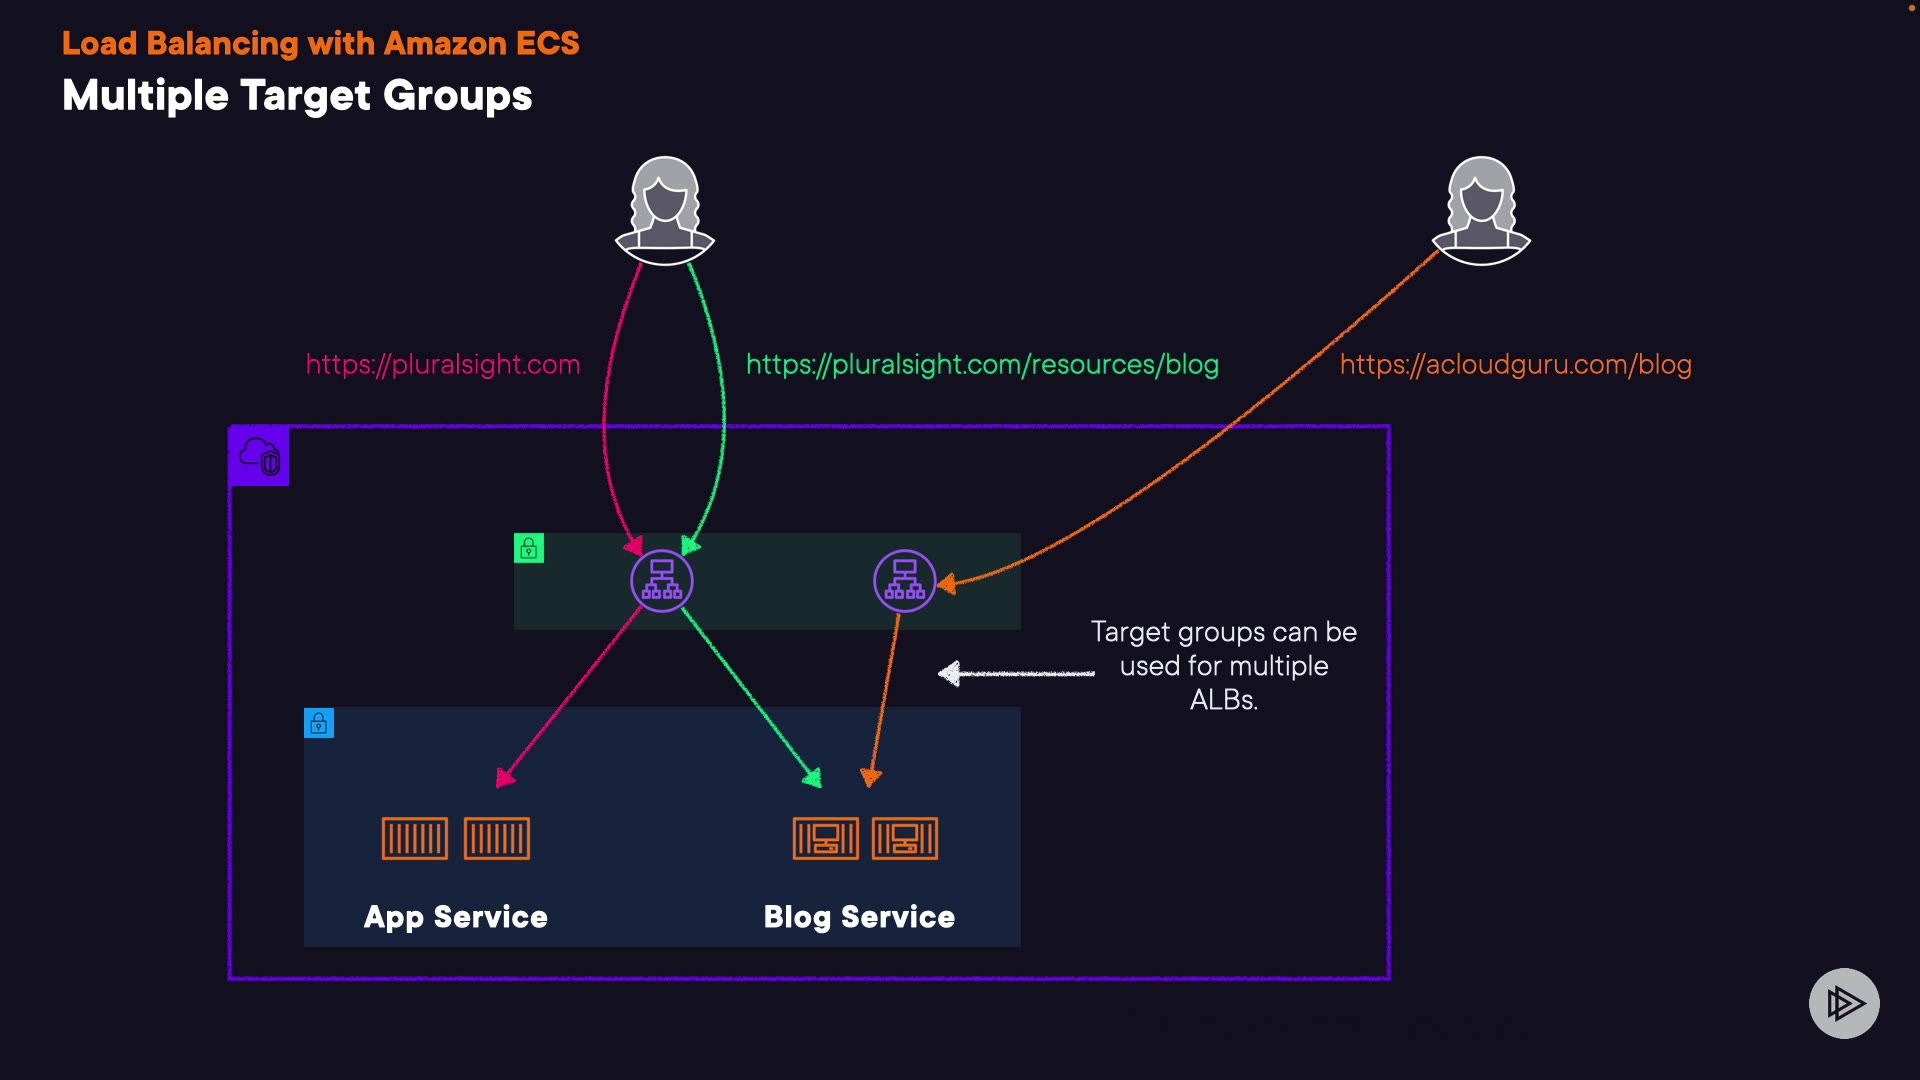 Load Balancing with Amazon ECS
Multiple Target Groups
https://pluralsight.com
https://pluralsight.com/resources/blog
https://acloudguru.com/blog
Target groups can be
used for multiple
ALBs.
App Service
Blog Service